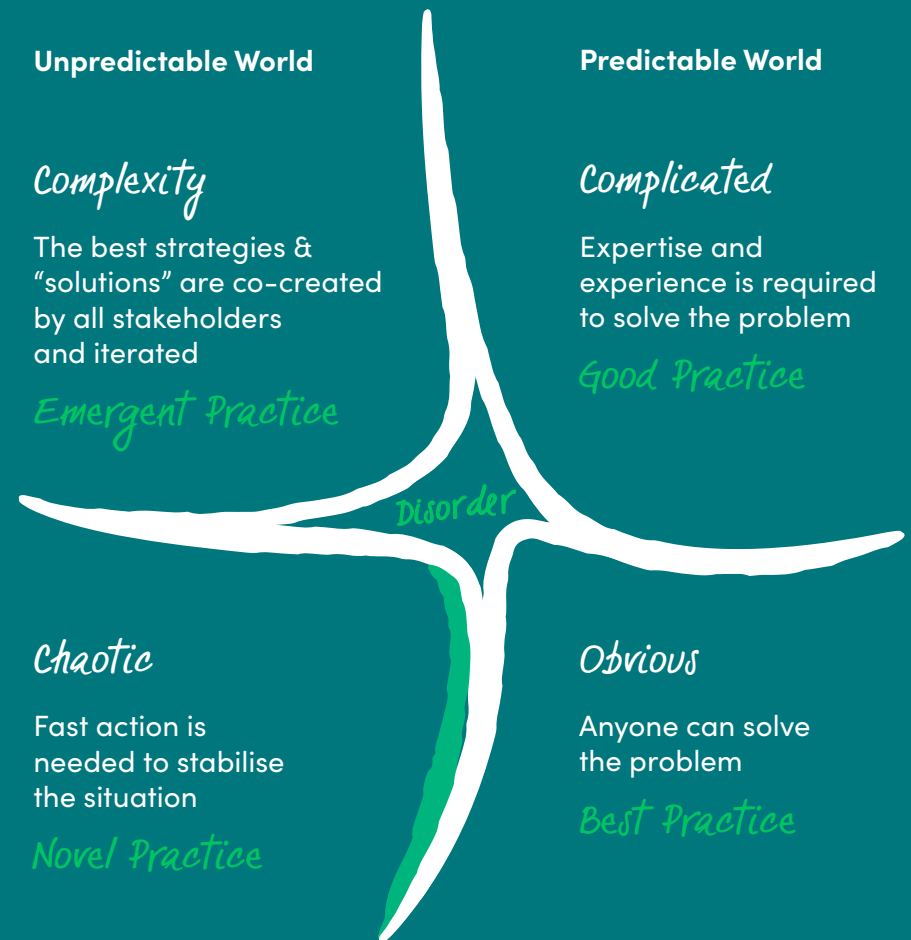 Unpredictable World
Predictable World
Complexity
The best strategies &
“solutions” are co-created
by all stakeholders
and iterated
Emergent Practice
Complicated
Expertise and
experience is required
to solve the problem
Good Practice
Disorder
Chaotic
Fast action is
needed to stabilise
the situation
Novel Practice
Obvious
Anyone can solve
the problem
Best Practice